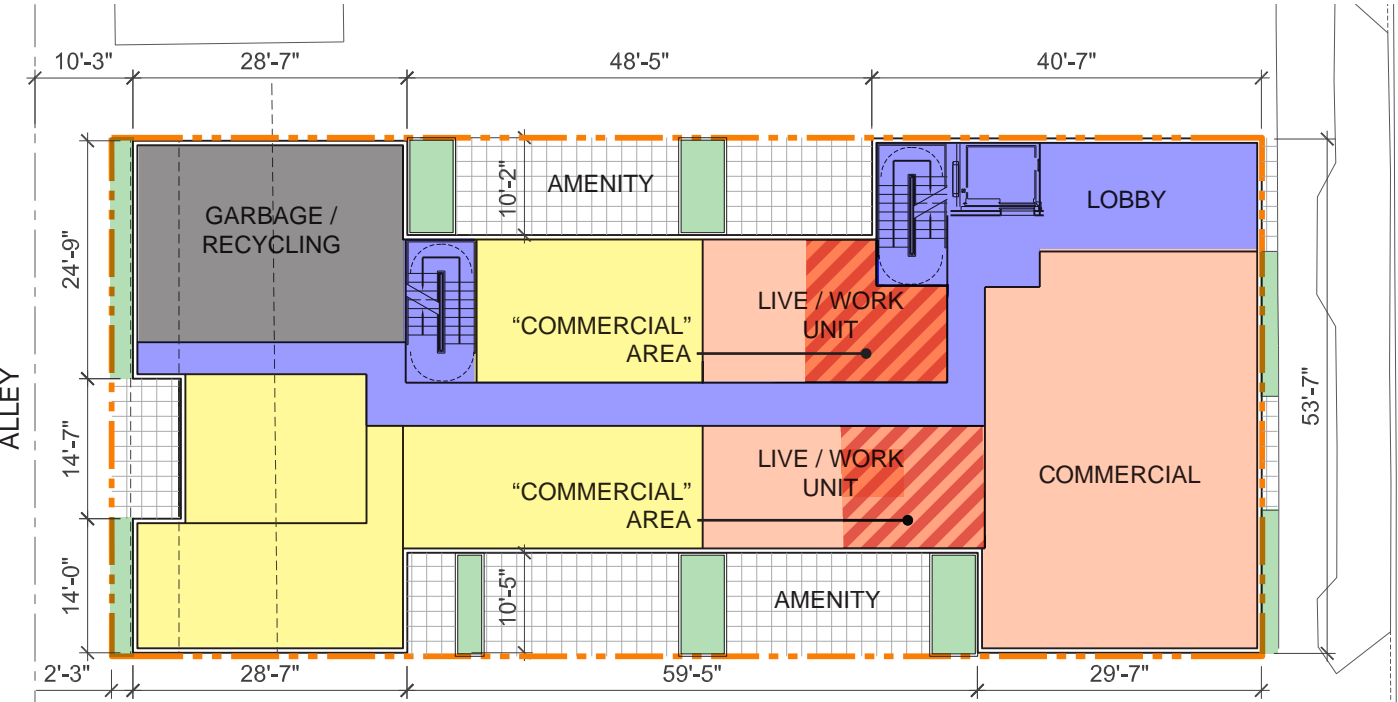 10'-3"
28'-7"
48'-5"
40'-7"
10'-2"
AMENITY
GARBAGE /
RECYCLING
LOBBY
24'-9"
LIVE / WORK
UNIT
“COMMERCIAL”
AREA
ALLEY
53'-7"
14'-7"
LIVE / WORK
UNIT
“COMMERCIAL”
AREA
COMMERCIAL
14'-0"
10'-5"
AMENITY
2'-3"
28'-7"
59'-5"
29'-7"